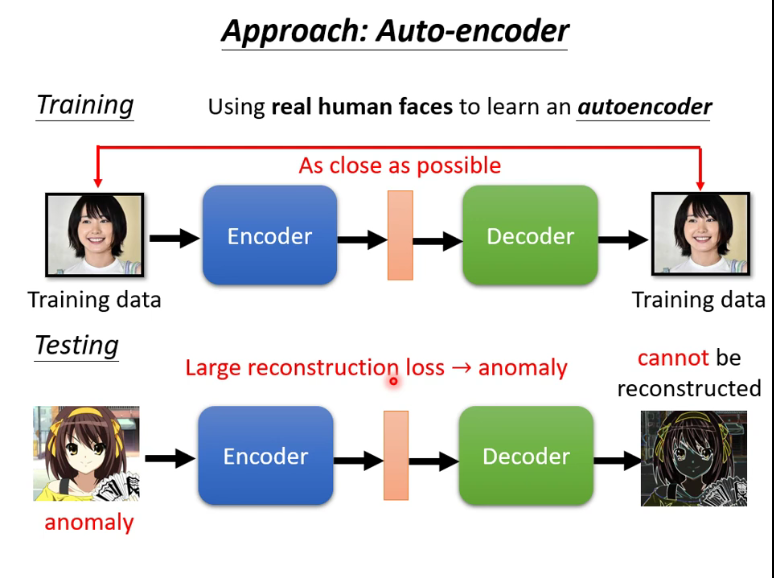 Approach: Auto-encoder
Training
Using real human faces to learn an autoencoder
As close as possible
Encoder
Decoder
Training data
Training data
Testing
Large reconstruction loss → anomaly
cannot be
reconstructed
Encoder
Decoder
anomaly